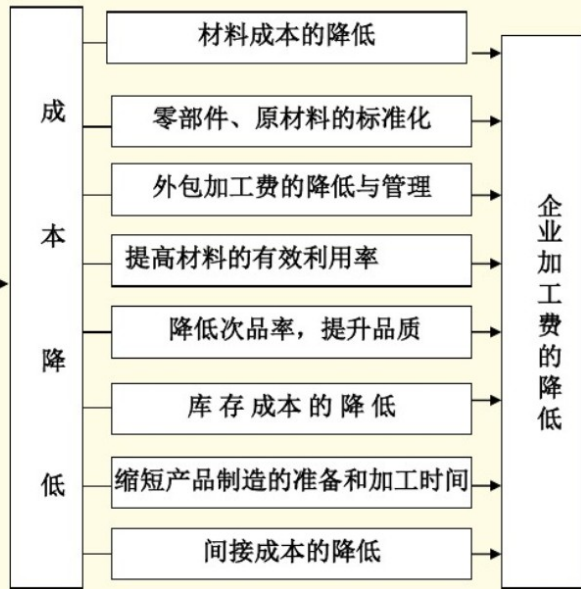 成本降低
材料成本的降低
零部件、原材料的标准化
外包加工费的降低与管理
提高材料的有效利用率
降低次品率，提升品质
库存成本的降低
缩短产品制造的准备和加工时间
间接成本的降低
企业加工费的降低